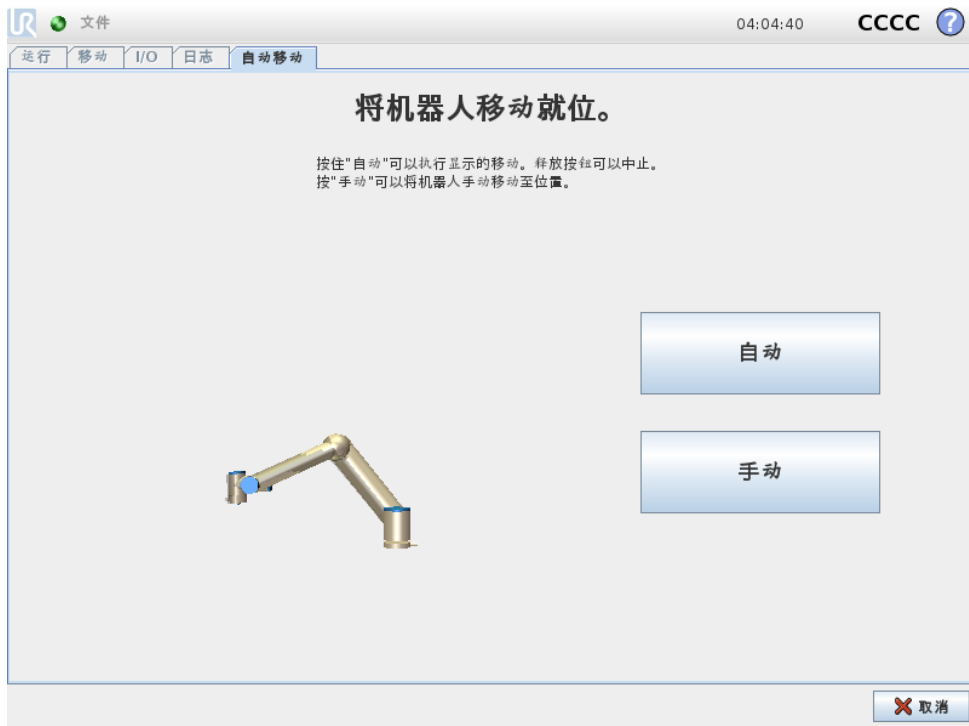 UR 文件 04:04:40 CCCC ?
运行 移动 I/O 日志 自动移动
将机器人移动就位。
按住"自动"可以执行显示的移动。释放按钮可以中止。
按"手动"可以将机器人手动移动至位置。
自动
手动
取消